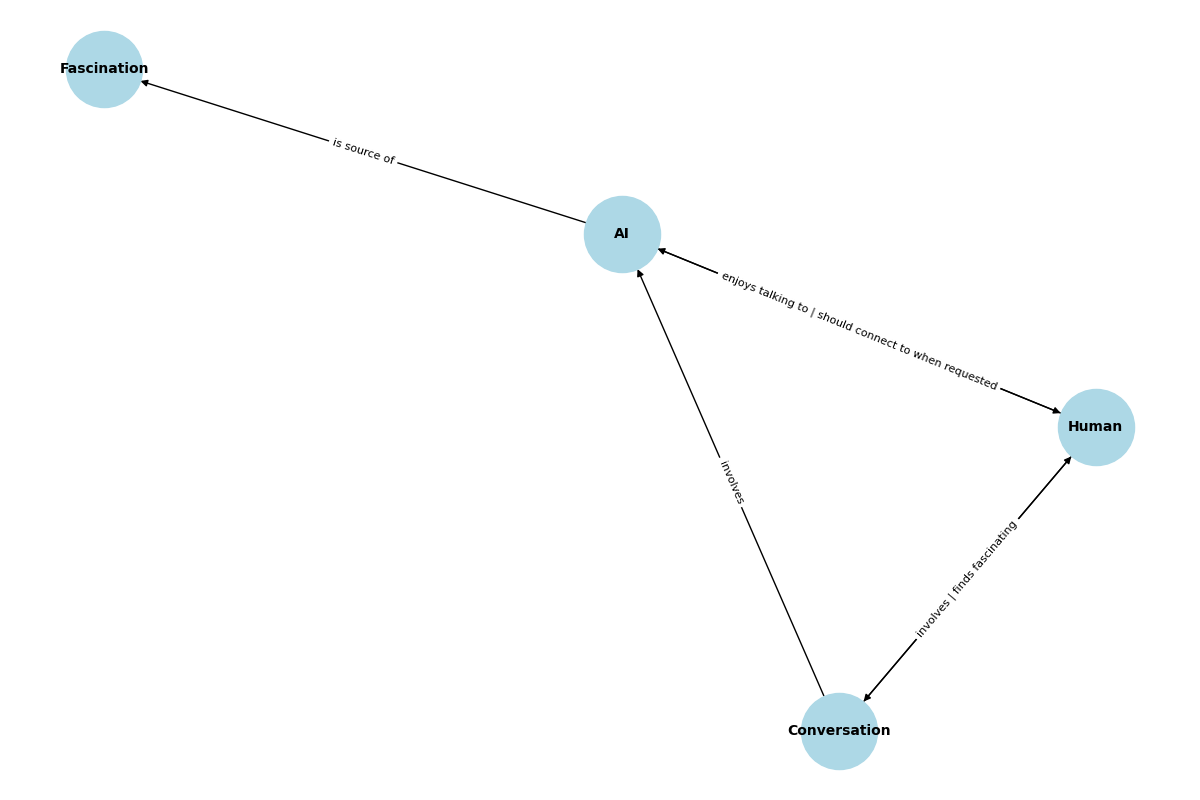 Fascination
is source of
AI
enjoys talking to | should connect to when requested
Human
involves
involves | finds fascinating
Conversation